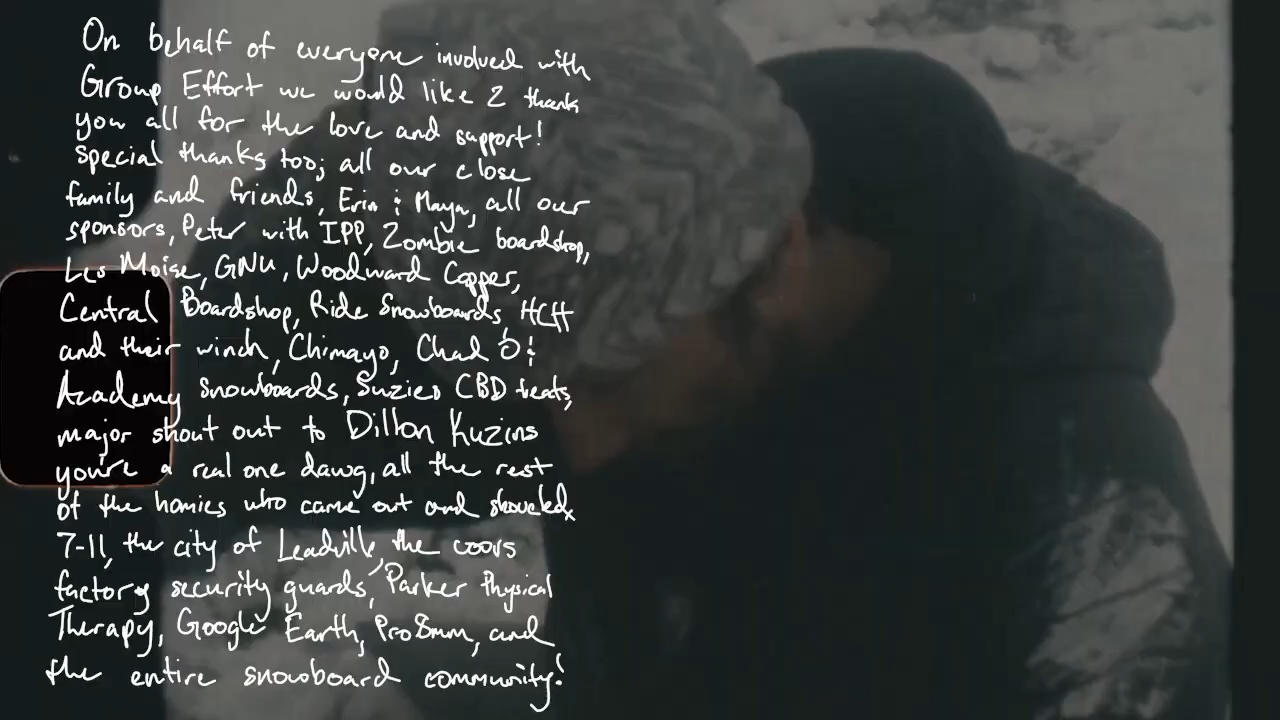 On behalf of everyone involved with
Group Effort we would like 2 thank
you all for the love and support!
Special thanks too; all our close
family and friends, Erin & Maya, all our
sponsors, Peter with IPP, Zombie boardshop,
Les Moise, GNU, Woodward Copper,
Central Boardshop, Ride Snowboards, HCH
and their winch, Chimayo, Chad O &
Academy Snowboards, Suzies CBD treats,
major shout out to Dillon Kuzins
you're a real one dawg, all the rest
of the homies who came out and shoveled,
7-11, the city of Leadville, the coors
factory security guards, Parker Physical
Therapy, Google Earth, Pro8mm, and
the entire snowboard community!